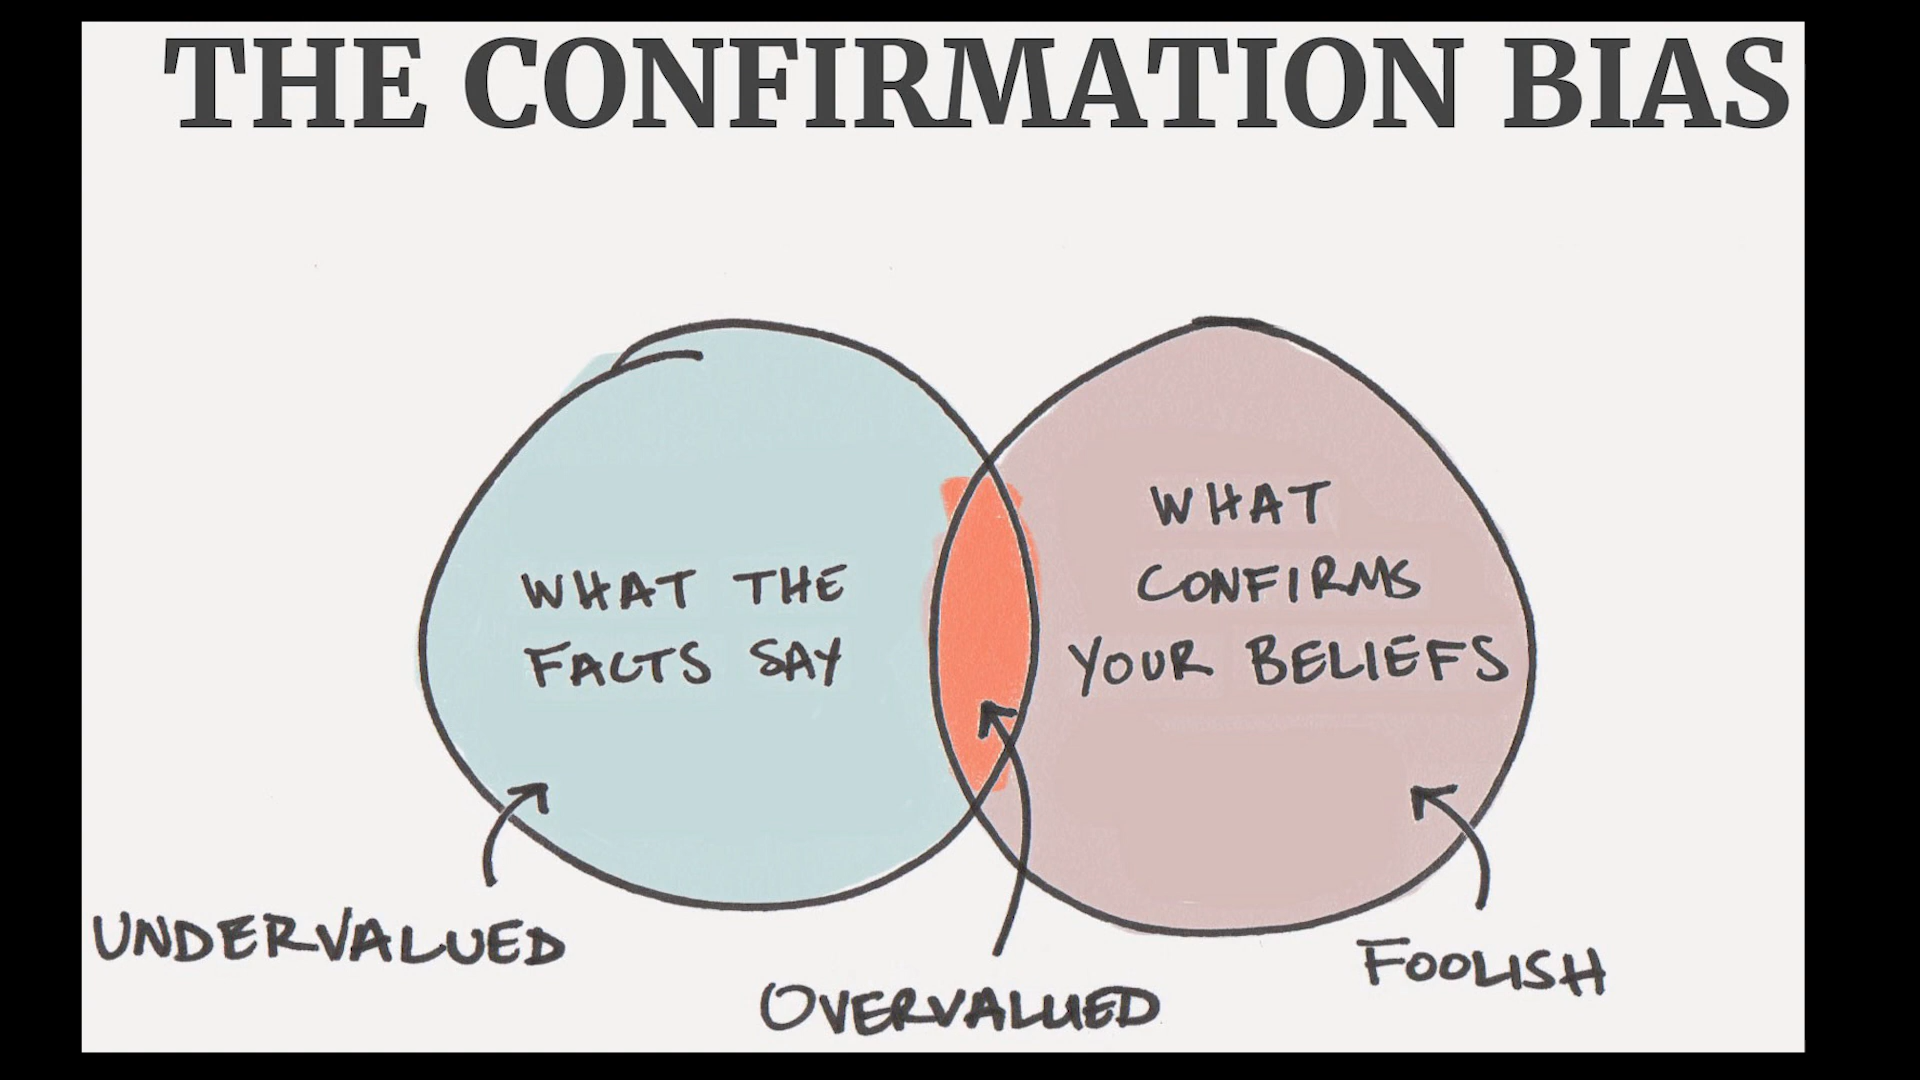 THE CONFIRMATION BIAS
WHAT THE
FACTS SAY
WHAT
CONFIRMS
YOUR BELIEFS
UNDERVALUED
OVERVALUED
FOOLISH